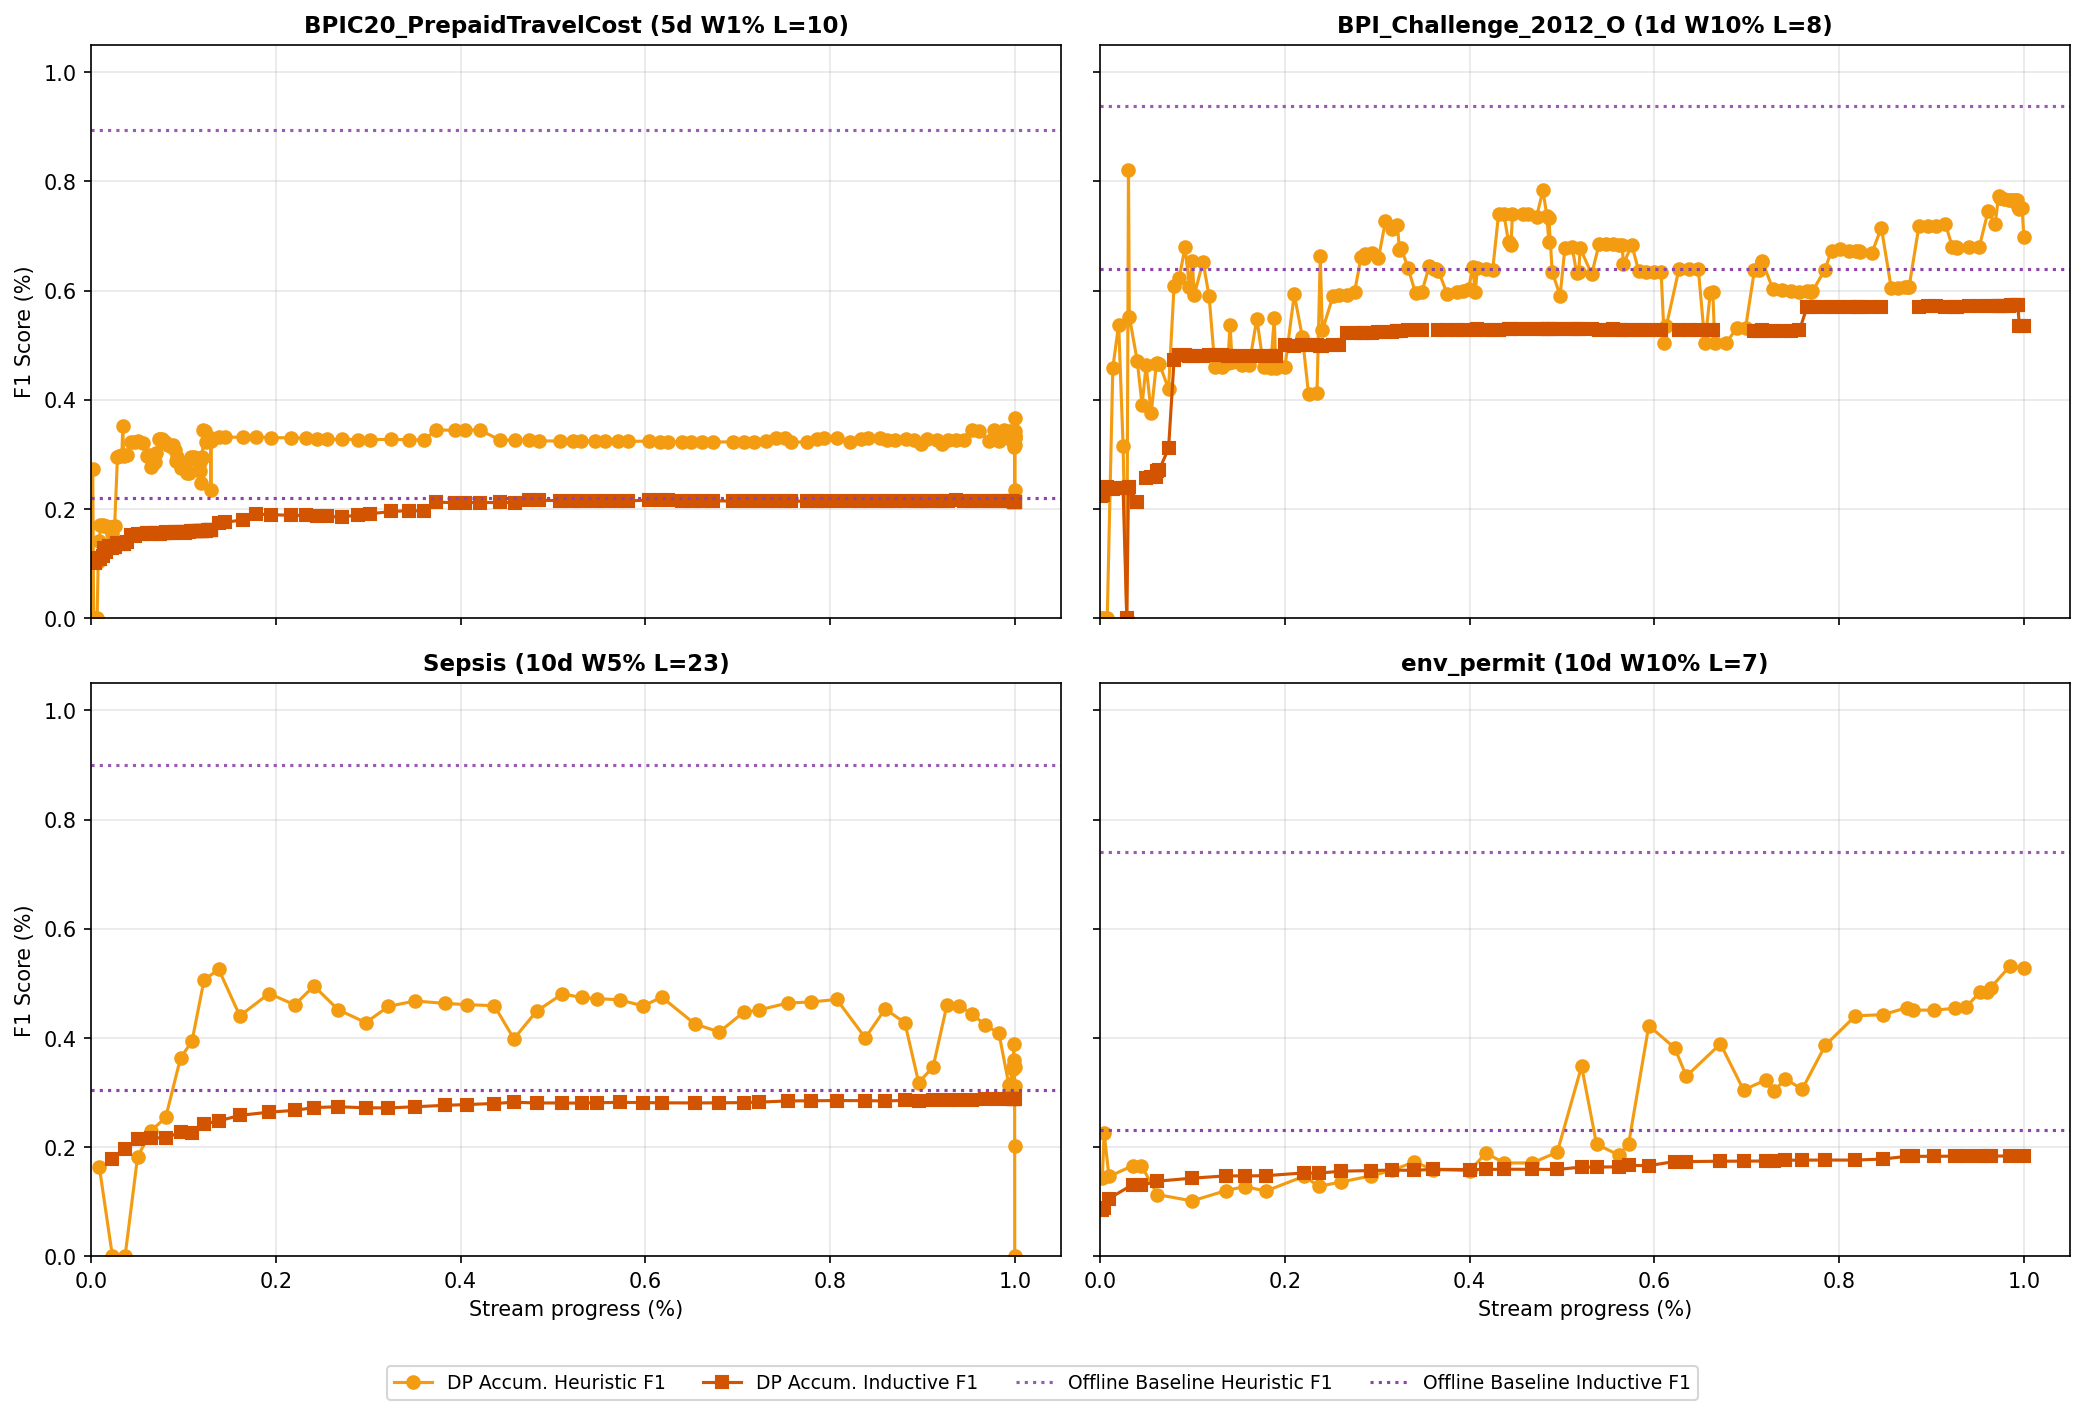 BPIC20_PrepaidTravelCost (5d W1% L=10)
BPI_Challenge_2012_O (1d W10% L=8)
1.0
0.8
0.6
0.4
0.2
0.0
F1 Score (%)
Sepsis (10d W5% L=23)
env_permit (10d W10% L=7)
1.0
0.8
0.6
0.4
0.2
0.0
F1 Score (%)
0.0 0.2 0.4 0.6 0.8 1.0
0.0 0.2 0.4 0.6 0.8 1.0
Stream progress (%)
Stream progress (%)
DP Accum. Heuristic F1 DP Accum. Inductive F1 Offline Baseline Heuristic F1 Offline Baseline Inductive F1